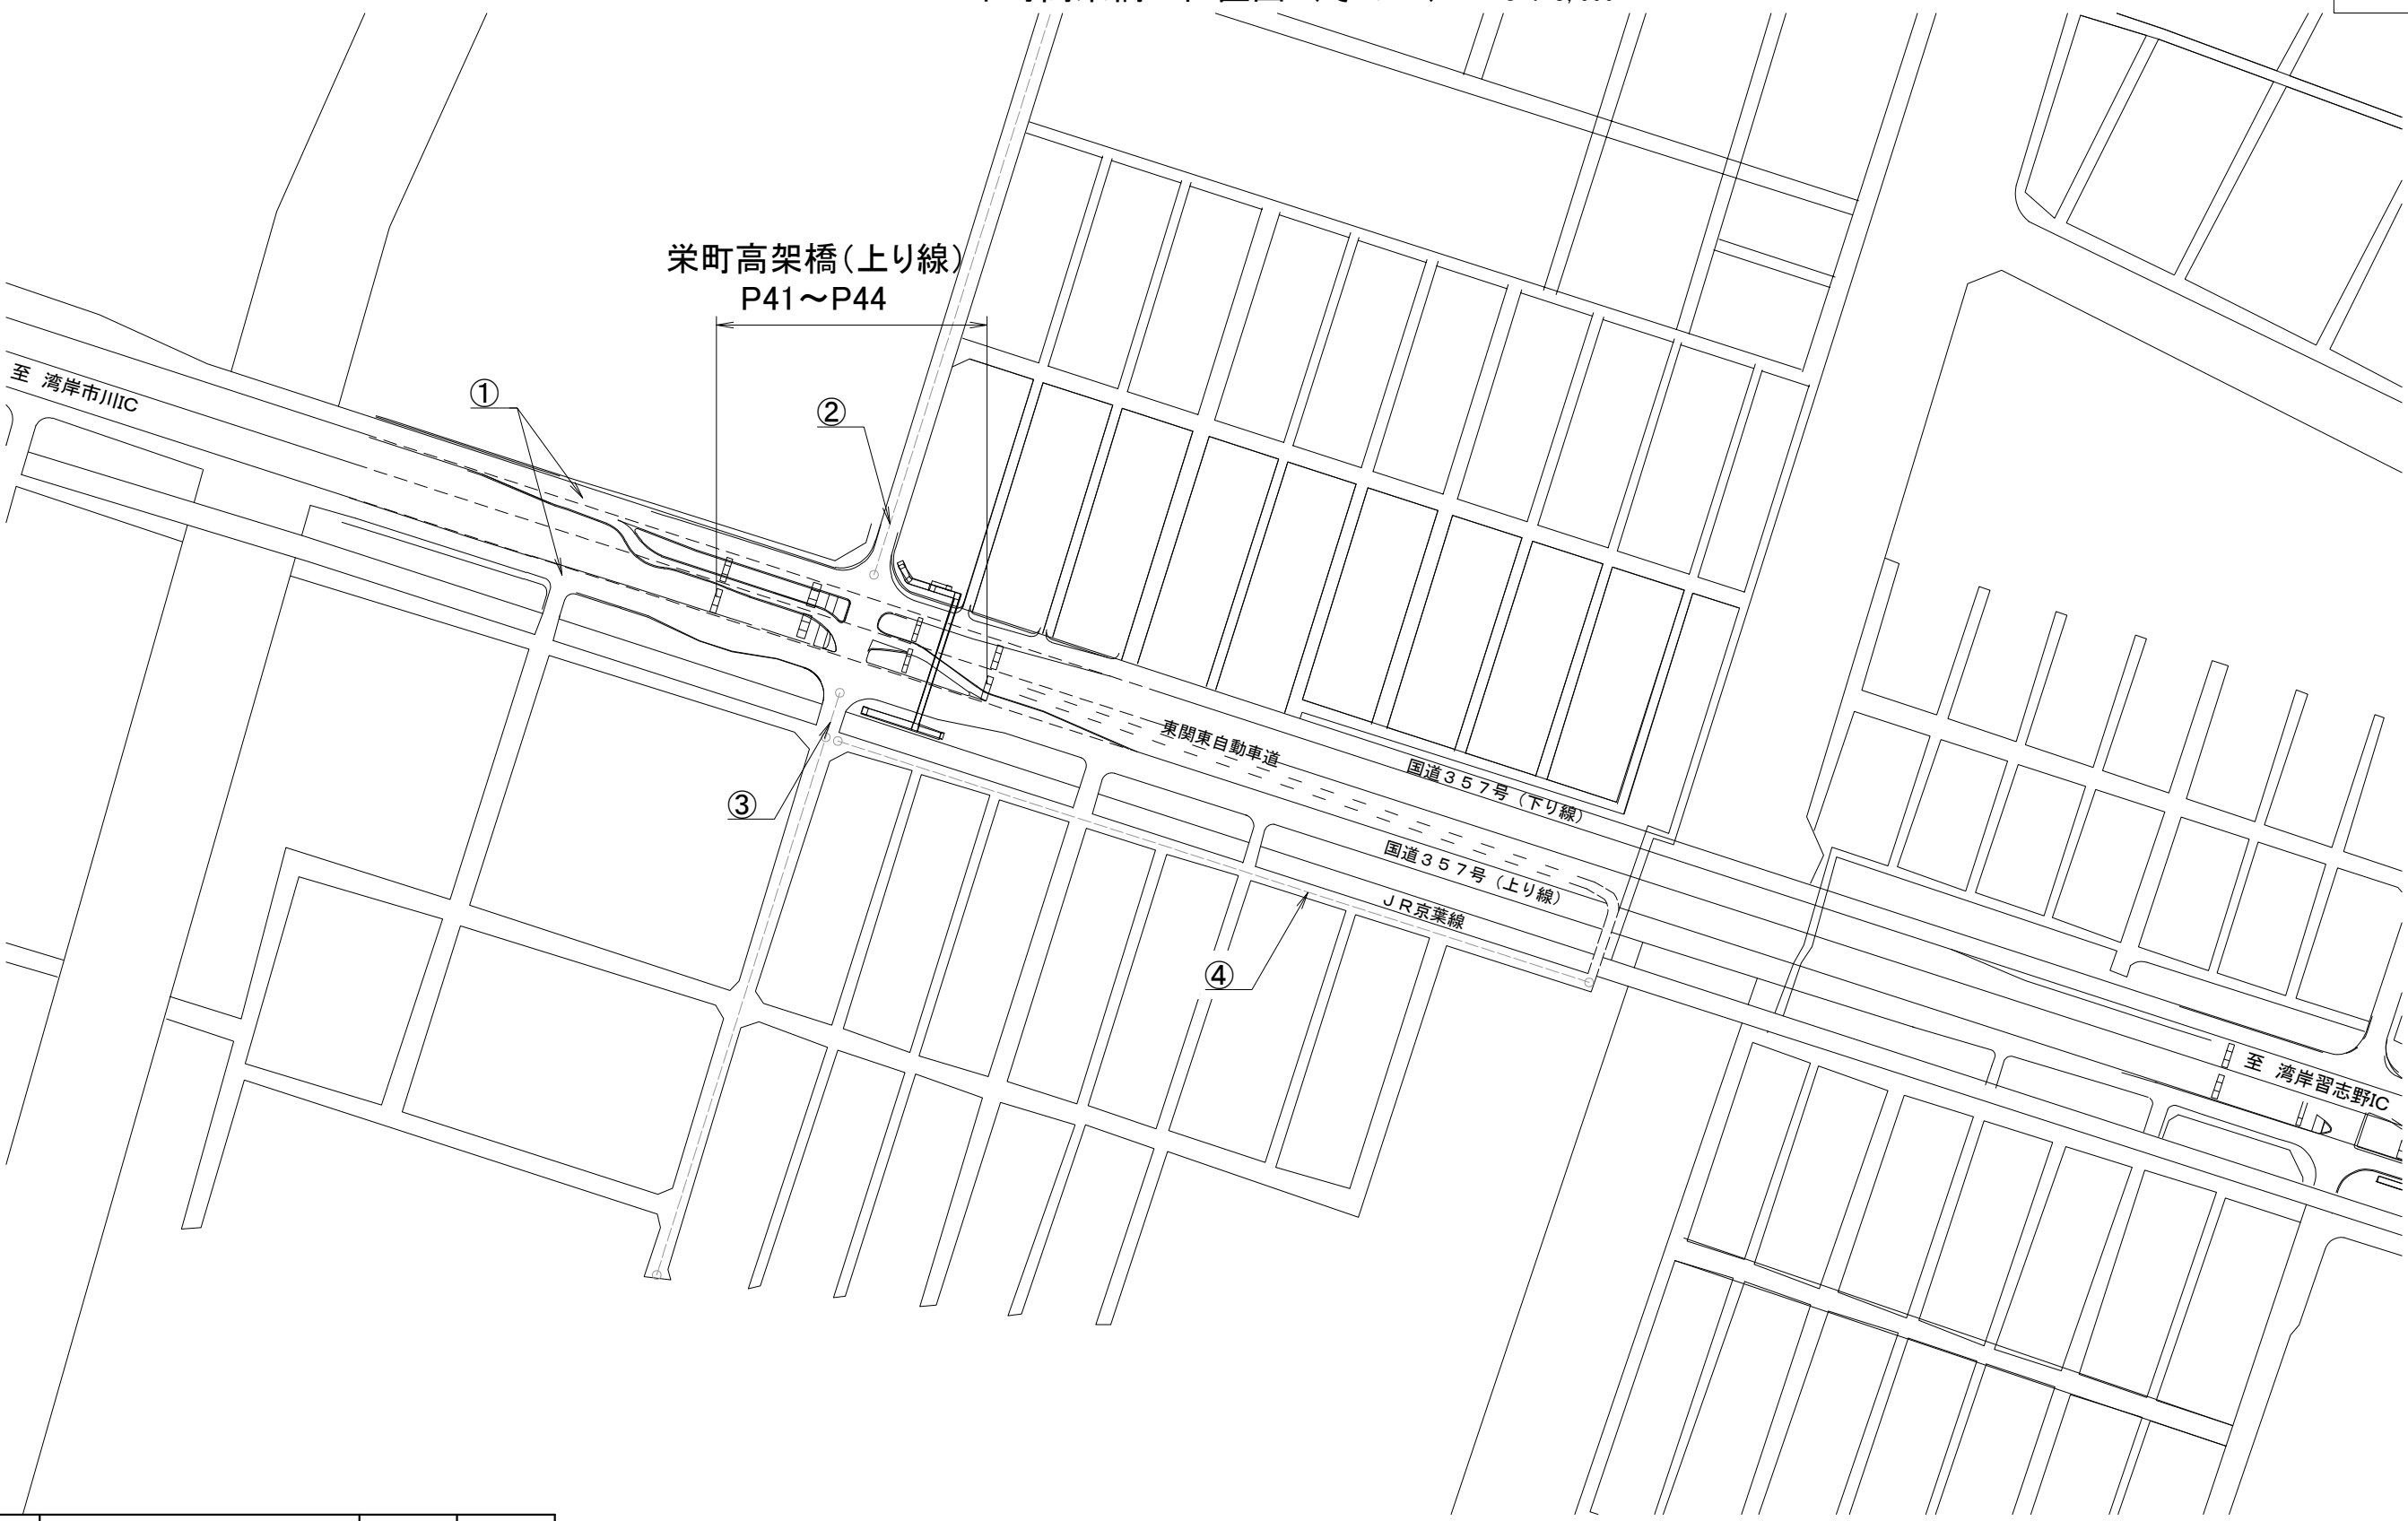 栄町高架橋（上り線）
P41～P44
至 湾岸市川IC
①
②
東関東自動車道
国道３５７号（下り線）
③
国道３５７号（上り線）
ＪＲ京葉線
④
至 湾岸習志野IC